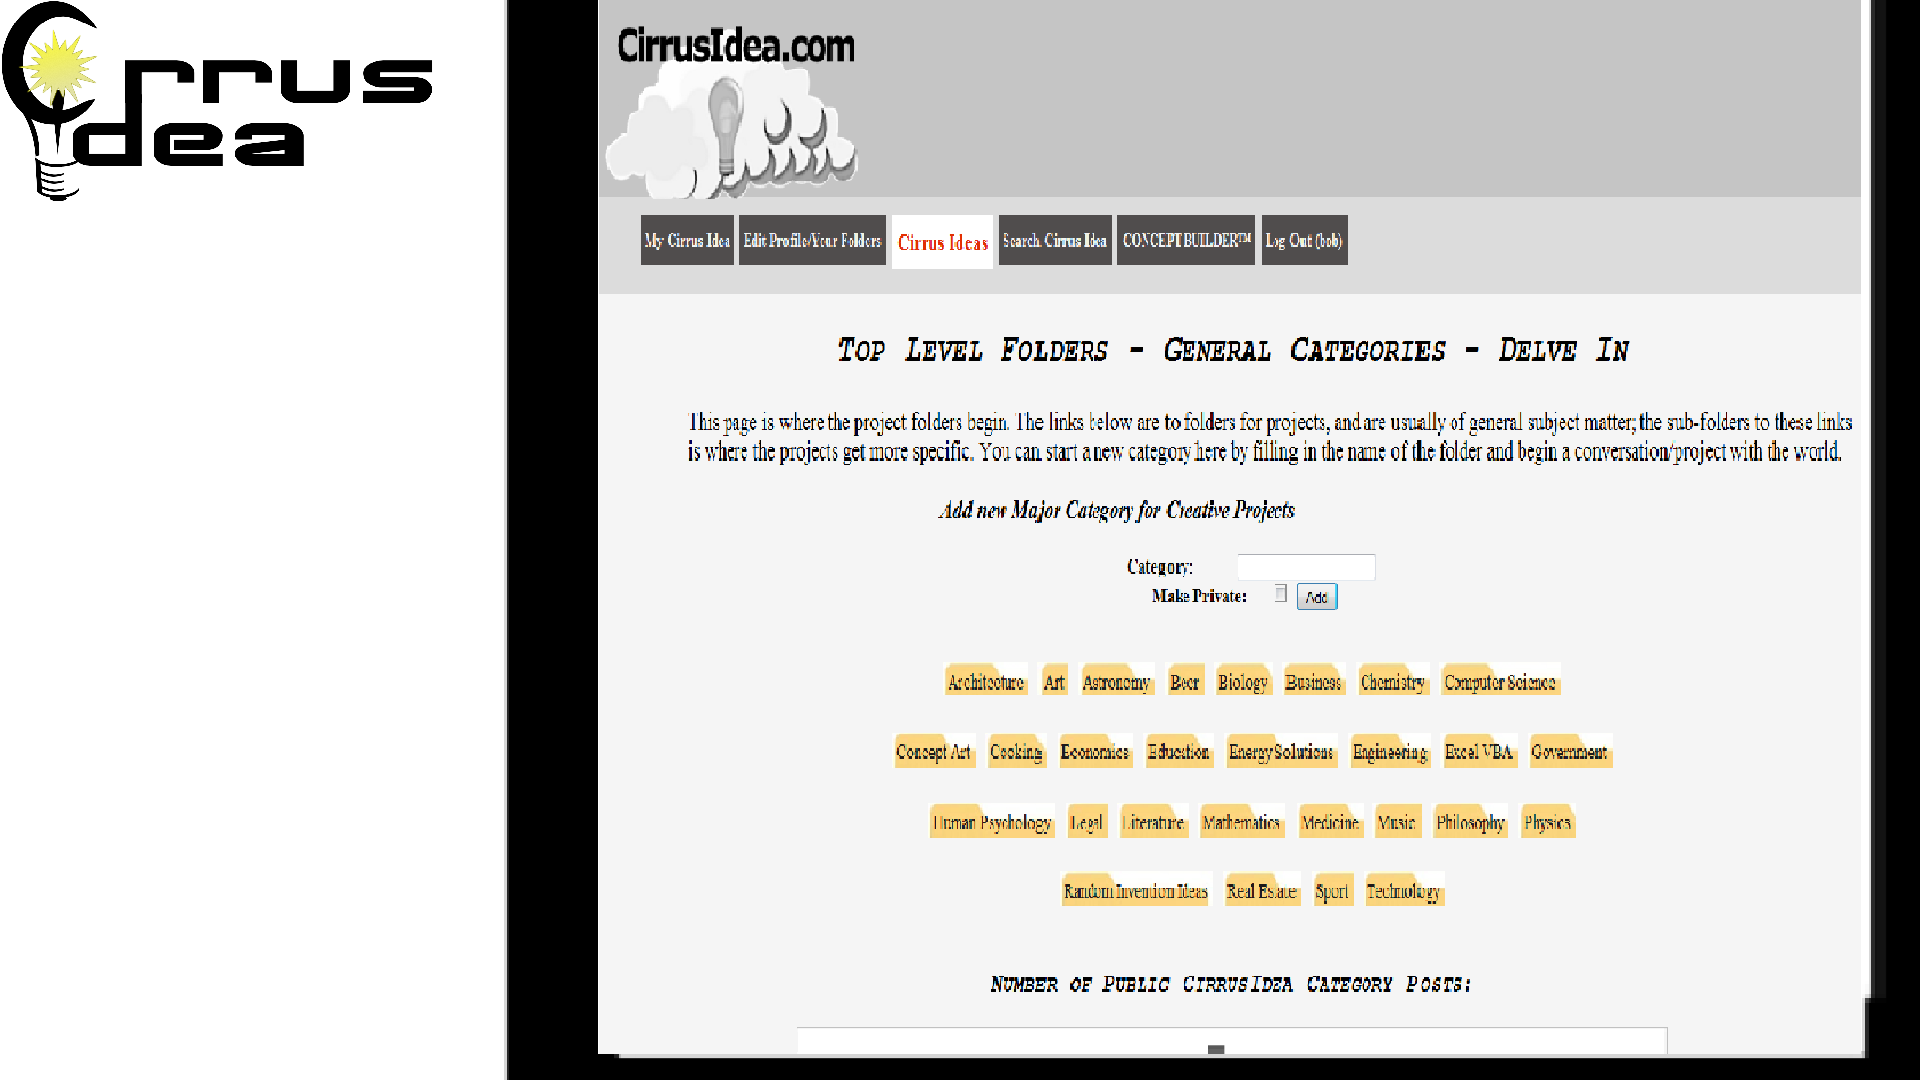 Cirrus
Idea
CirrusIdea.com
My Cirrus Idea Edit Profile/Your Folders Cirrus Ideas Search Cirrus Idea CONCEPT BUILDER™ Log Out (bob)
TOP LEVEL FOLDERS - GENERAL CATEGORIES - DELVE IN
This page is where the project folders begin. The links below are to folders for projects, and are usually of general subject matter; the sub-folders to these links
is where the projects get more specific. You can start a new category here by filling in the name of the folder and begin a conversation/project with the world.
Add new Major Category for Creative Projects
Category:
Make Private: Add
Architecture Art Astronomy Beer Biology Business Chemistry Computer Science
Concept Art Cooking Economics Education Energy Solutions Engineering Excel VBA Government
Human Psychology Legal Literature Mathematics Medicine Music Philosophy Physics
Random Invention Ideas Real Estate Sport Technology
NUMBER OF PUBLIC CIRRUSIDEA CATEGORY POSTS: